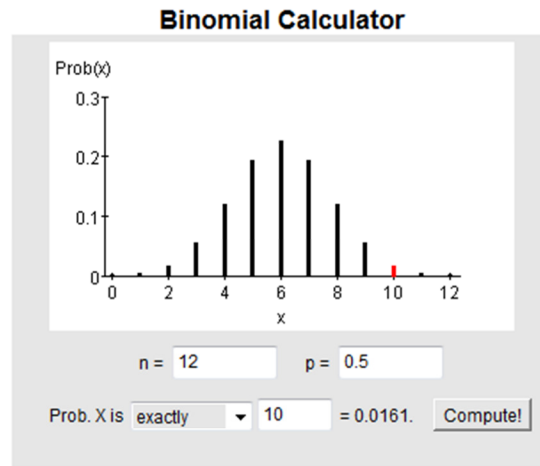 Binomial Calculator
Prob(x)
0.3
0.2
0.1
0
0 2 4 6 8 10 12
x
n = 12 p = 0.5
Prob. X is exactly 10 = 0.0161. Compute!